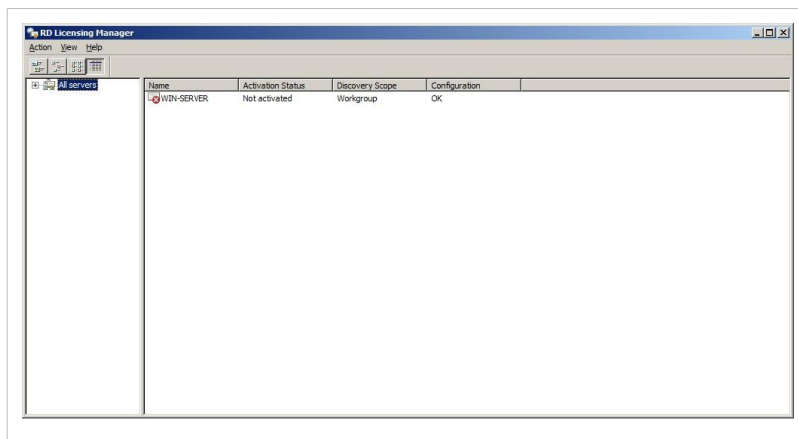 RD Licensing Manager
Action View Help
All servers
Name Activation Status Discovery Scope Configuration
WIN-SERVER Not activated Workgroup OK